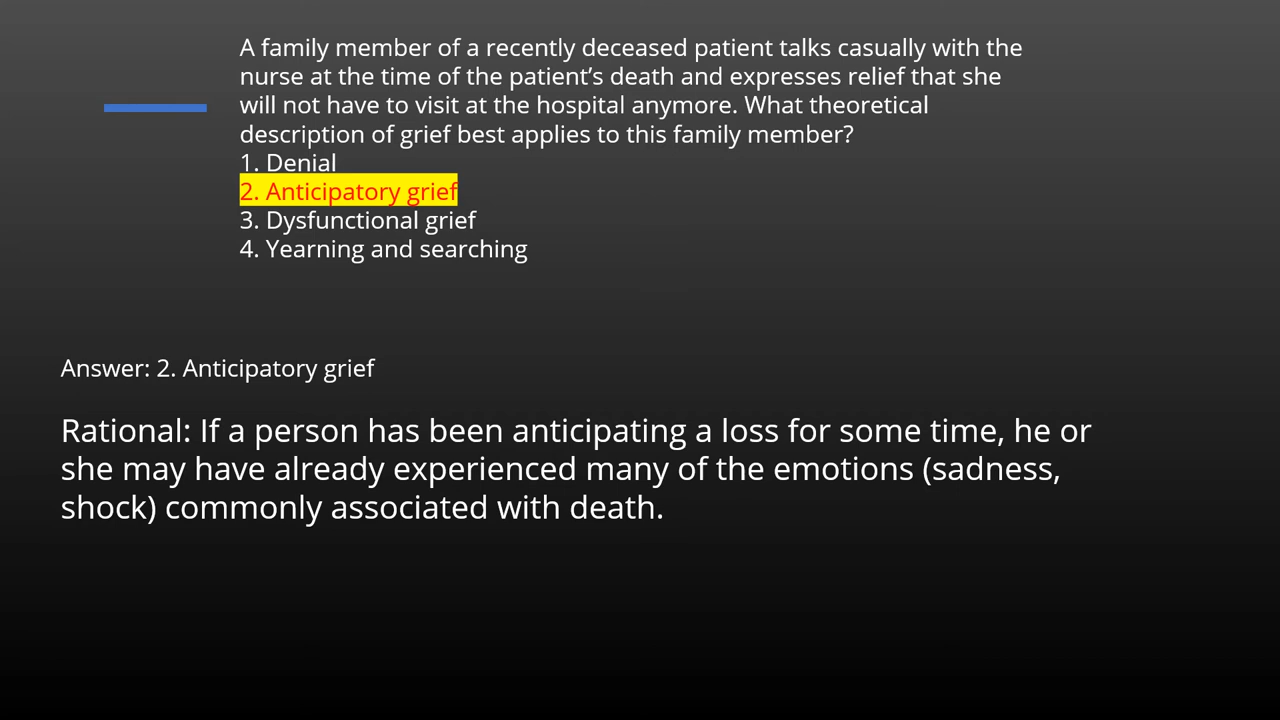 A family member of a recently deceased patient talks casually with the
nurse at the time of the patient’s death and expresses relief that she
will not have to visit at the hospital anymore. What theoretical
description of grief best applies to this family member?
1. Denial
2. Anticipatory grief
3. Dysfunctional grief
4. Yearning and searching
Answer: 2. Anticipatory grief
Rational: If a person has been anticipating a loss for some time, he or
she may have already experienced many of the emotions (sadness,
shock) commonly associated with death.